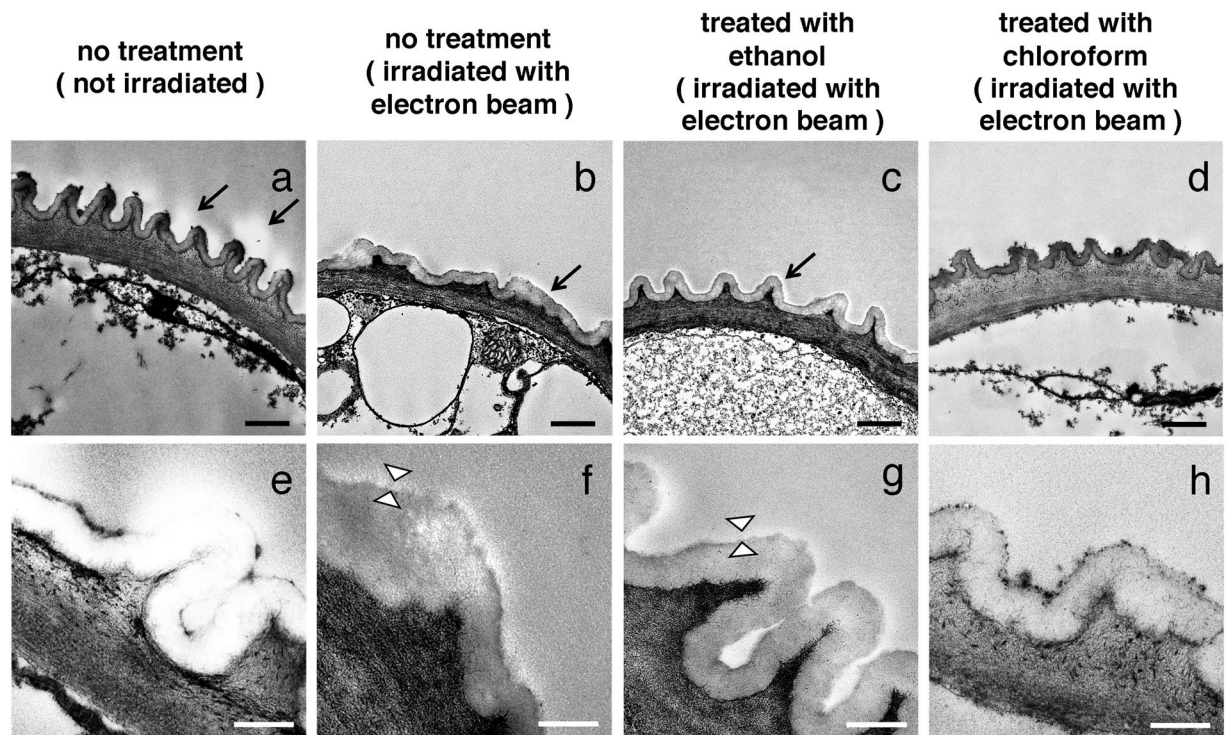 no treatment
( not irradiated )
no treatment
( irradiated with
electron beam )
treated with
ethanol
( irradiated with
electron beam )
treated with
chloroform
( irradiated with
electron beam )
a
b
c
d
e
f
g
h